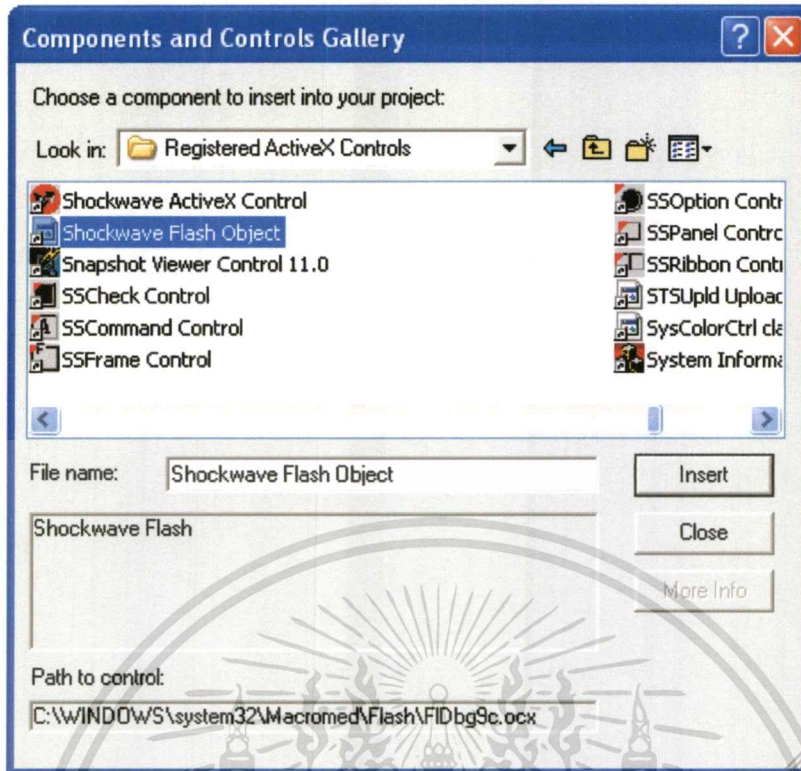 Components and Controls Gallery
Choose a component to insert into your project:
Look in: Registered ActiveX Controls
Shockwave ActiveX Control
Shockwave Flash Object
Snapshot Viewer Control 11.0
SSCheck Control
SSCommand Control
SSFrame Control
SSOption Contr
SSPanel Contrc
SSRibbon Contr
STSUpld Upload
SysColorCtrl cla
System Informa
File name: Shockwave Flash Object
Insert
Shockwave Flash
Close
More Info
Path to control:
C:\WINDOWS\system32\Macromed\Flash\FlDbg9c.ocx